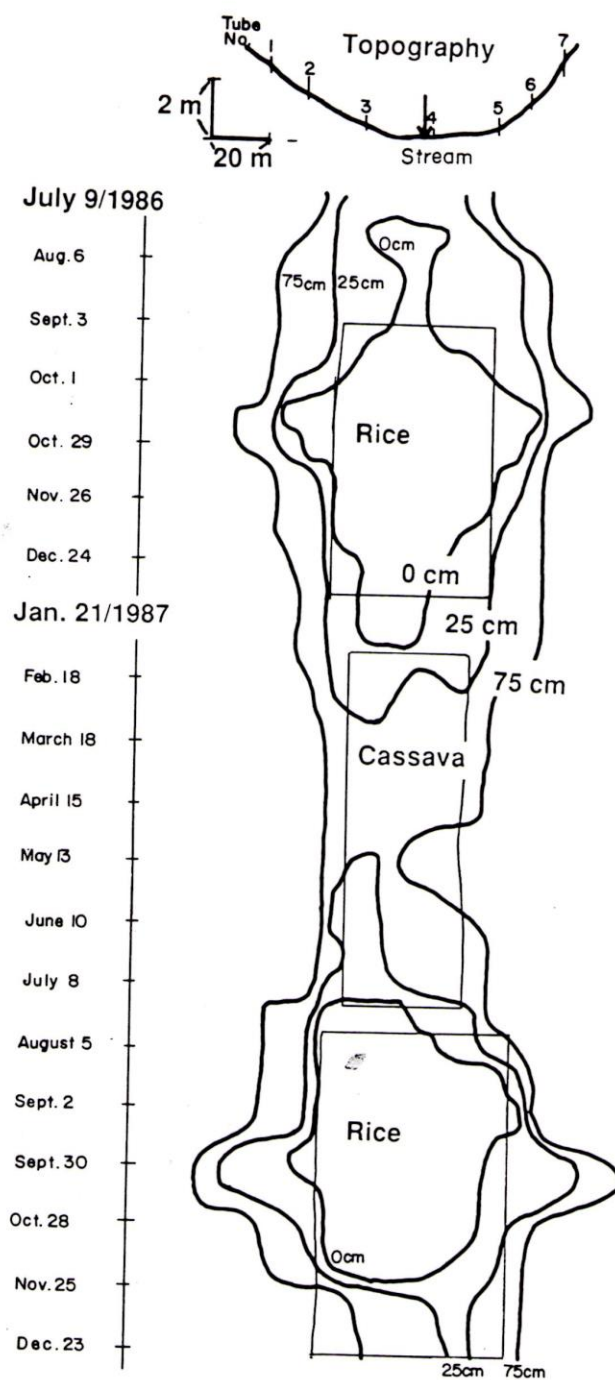 Tube No.
1
2
3
4
5
6
7
Topography
2 m
20 m
Stream
July 9/1986
Aug. 6
0cm
75cm
25cm
Sept. 3
Oct. 1
Rice
Oct. 29
Nov. 26
Dec. 24
0 cm
Jan. 21/1987
25 cm
Feb. 18
75 cm
March 18
Cassava
April 15
May 13
June 10
July 8
August 5
Sept. 2
Rice
Sept. 30
Oct. 28
0cm
Nov. 25
Dec. 23
25cm
75cm